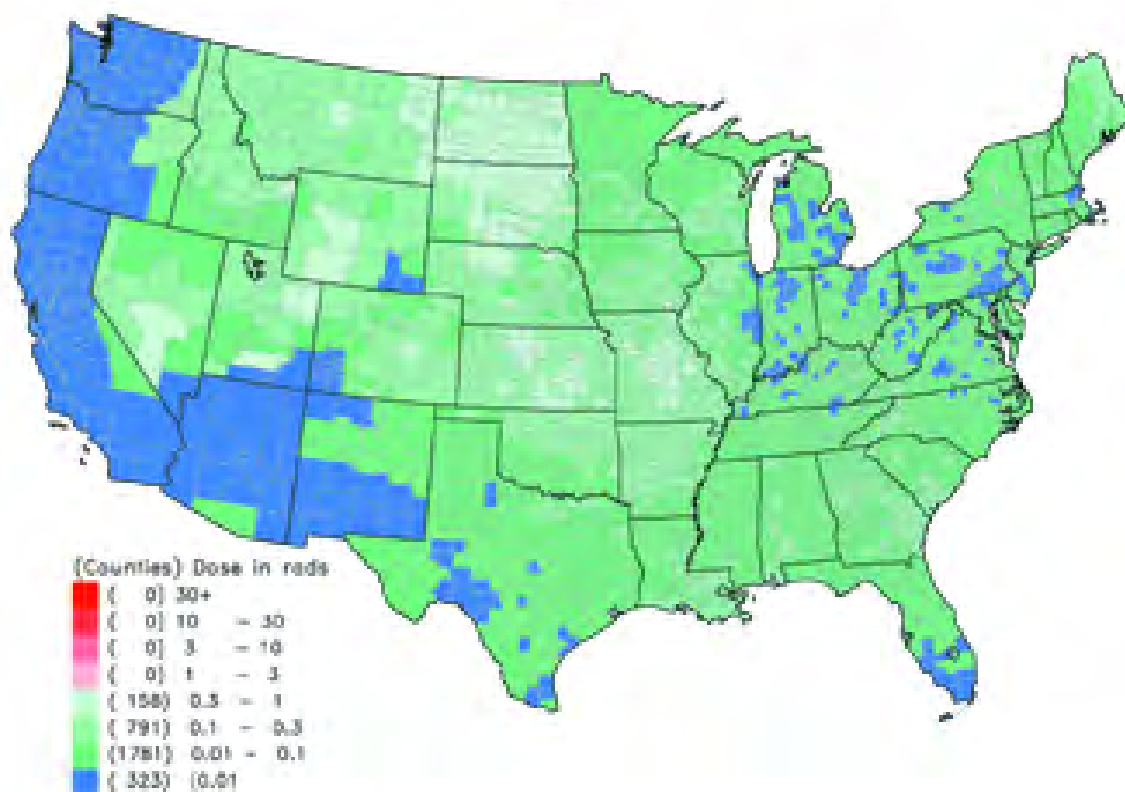 (Counties) Dose in rads
( 0) 30+
( 0) 10 - 30
( 0) 3 - 10
( 0) 1 - 3
( 158) 0.3 - 1
( 791) 0.1 - 0.3
(1781) 0.01 - 0.1
( 323) (0.01